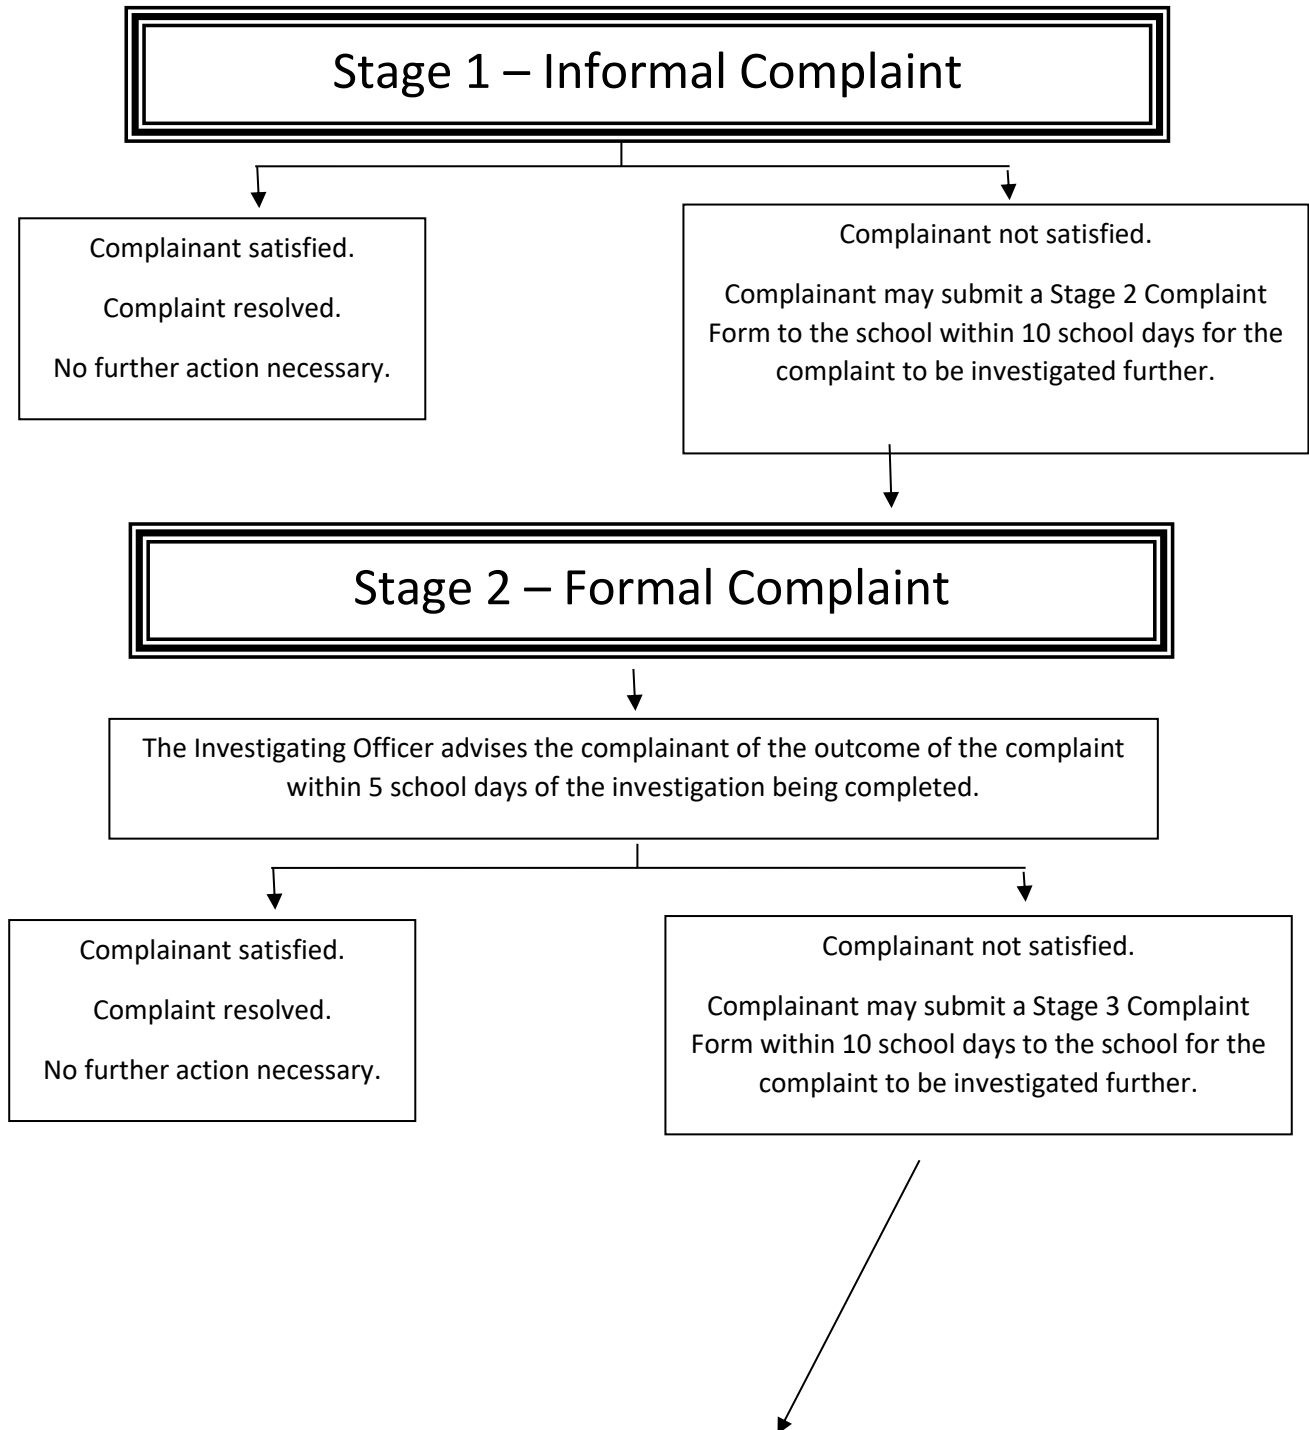 Stage 1 – Informal Complaint
Complainant satisfied.
Complaint resolved.
No further action necessary.
Complainant not satisfied.
Complainant may submit a Stage 2 Complaint
Form to the school within 10 school days for the
complaint to be investigated further.
Stage 2 – Formal Complaint
The Investigating Officer advises the complainant of the outcome of the complaint
within 5 school days of the investigation being completed.
Complainant satisfied.
Complaint resolved.
No further action necessary.
Complainant not satisfied.
Complainant may submit a Stage 3 Complaint
Form within 10 school days to the school for the
complaint to be investigated further.